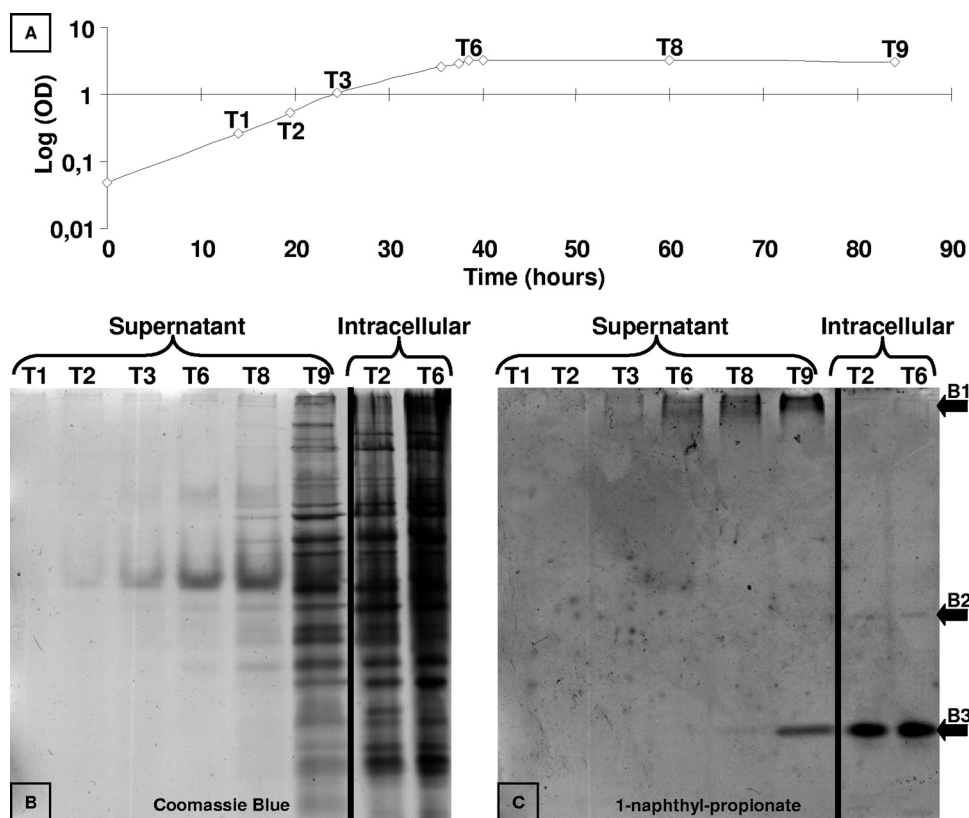 A
10
1
0,1
0,01
Log (OD)
T1
T2
T3
T6
T8
T9
0 10 20 30 40 50 60 70 80 90
Time (hours)
Supernatant Intracellular
T1 T2 T3 T6 T8 T9 T2 T6
B
Coomassie Blue
Supernatant Intracellular
T1 T2 T3 T6 T8 T9 T2 T6
B1
B2
B3
C
1-naphthyl-propionate